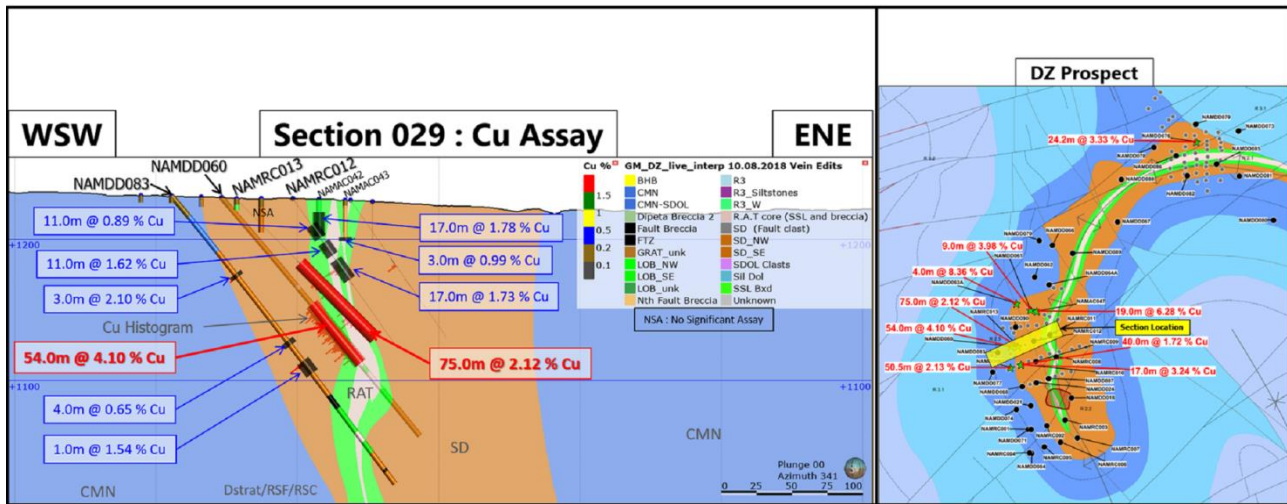 WSW
Section 029 : Cu Assay
ENE
NAMDD083
NAMDD060
NAMRC013
NAMRC012
NAMAC042
NAMAC043
NSA
11.0m @ 0.89 % Cu
11.0m @ 1.62 % Cu
3.0m @ 2.10 % Cu
Cu Histogram
54.0m @ 4.10 % Cu
4.0m @ 0.65 % Cu
1.0m @ 1.54 % Cu
17.0m @ 1.78 % Cu
3.0m @ 0.99 % Cu
17.0m @ 1.73 % Cu
75.0m @ 2.12 % Cu
+1200
+1200
+1100
+1100
RAT
SD
CMN
CMN
Dstrat/RSF/RSC
Cu %
1.5
1
0.5
0.2
0.1
GM_DZ_live_interp 10.08.2018 Vein Edits
BHB
CMN
CMN-SDOL
Dipeta Breccia 2
Fault Breccia
FTZ
GRAT_unk
LOB_NW
LOB_SE
LOB_unk
Nth Fault Breccia
R3
R3_Siltstones
R3_W
R.A.T core (SSL and breccia)
SD (Fault clast)
SD_NW
SD_SE
SDOL Clasts
Sil Dol
SSL Bxd
Unknown
NSA : No Significant Assay
Plunge 00
Azimuth 341
0 25 50 75 100
DZ Prospect
24.2m @ 3.33 % Cu
9.0m @ 3.98 % Cu
4.0m @ 8.36 % Cu
75.0m @ 2.12 % Cu
54.0m @ 4.10 % Cu
50.5m @ 2.13 % Cu
19.0m @ 6.28 % Cu
Section Location
40.0m @ 1.72 % Cu
17.0m @ 3.24 % Cu
NAMDD073
NAMRC011
NAMRC012